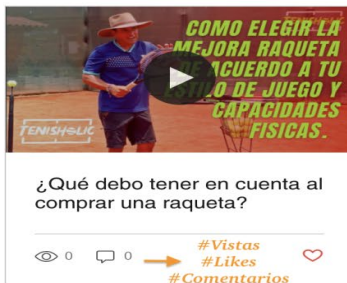 COMO ELEGIR LA
MEJORA RAQUETA
DE ACUERDO A TU
ESTILO DE JUEGO Y
CAPACIDADES
FISICAS.
TENISHOLIC
¿Qué debo tener en cuenta al
comprar una raqueta?
0 0
#Vistas
#Likes
#Comentarios